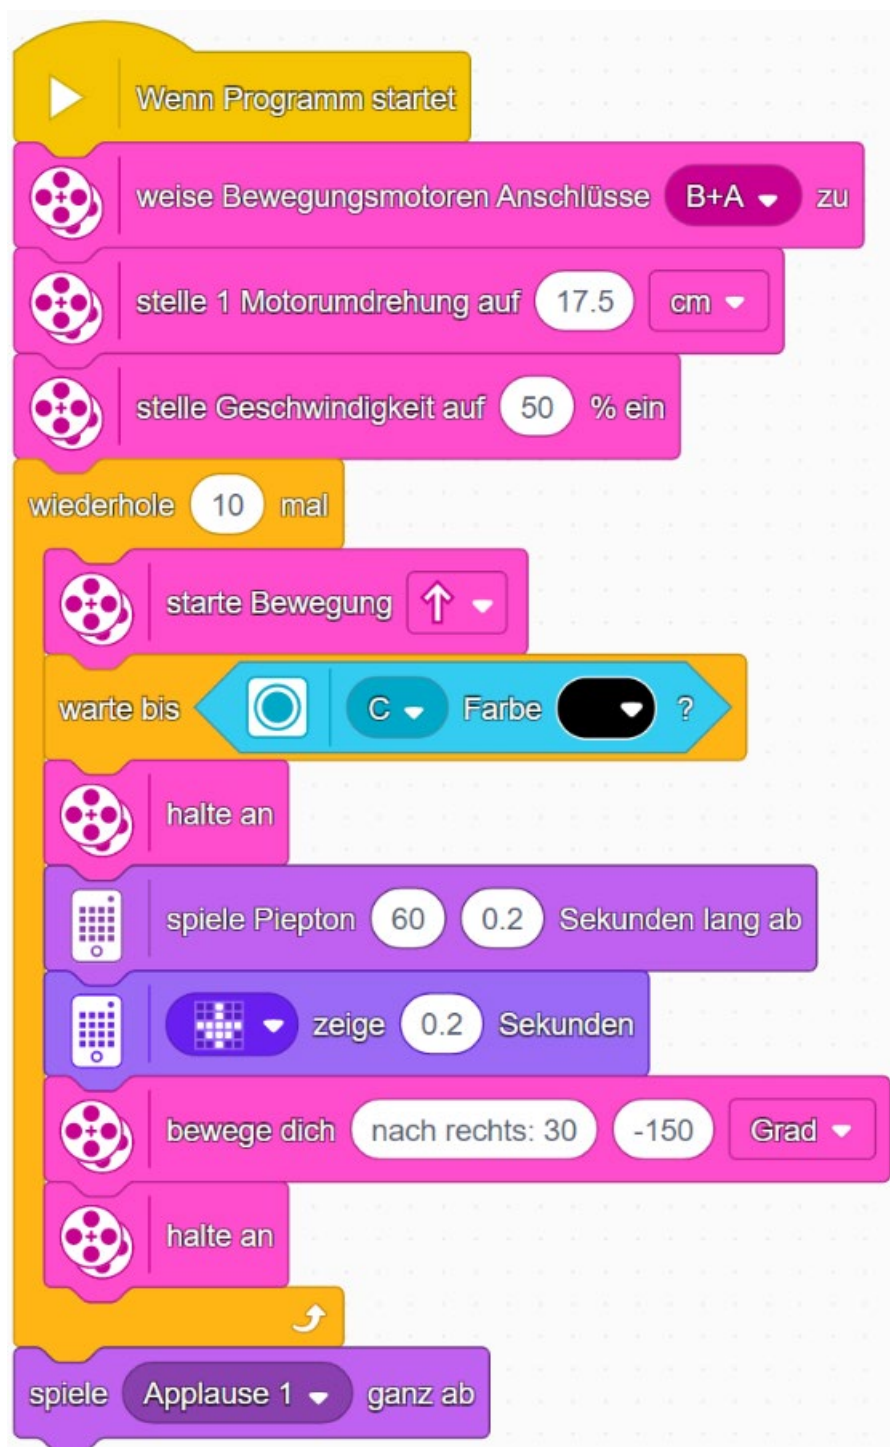 Wenn Programm startet
weise Bewegungsmotoren Anschlüsse B+A zu
stelle 1 Motorumdrehung auf 17.5 cm
stelle Geschwindigkeit auf 50 % ein
wiederhole 10 mal
starte Bewegung
warte bis C Farbe ?
halte an
spiele Piepton 60 0.2 Sekunden lang ab
zeige 0.2 Sekunden
bewege dich nach rechts: 30 -150 Grad
halte an
spiele Applause 1 ganz ab